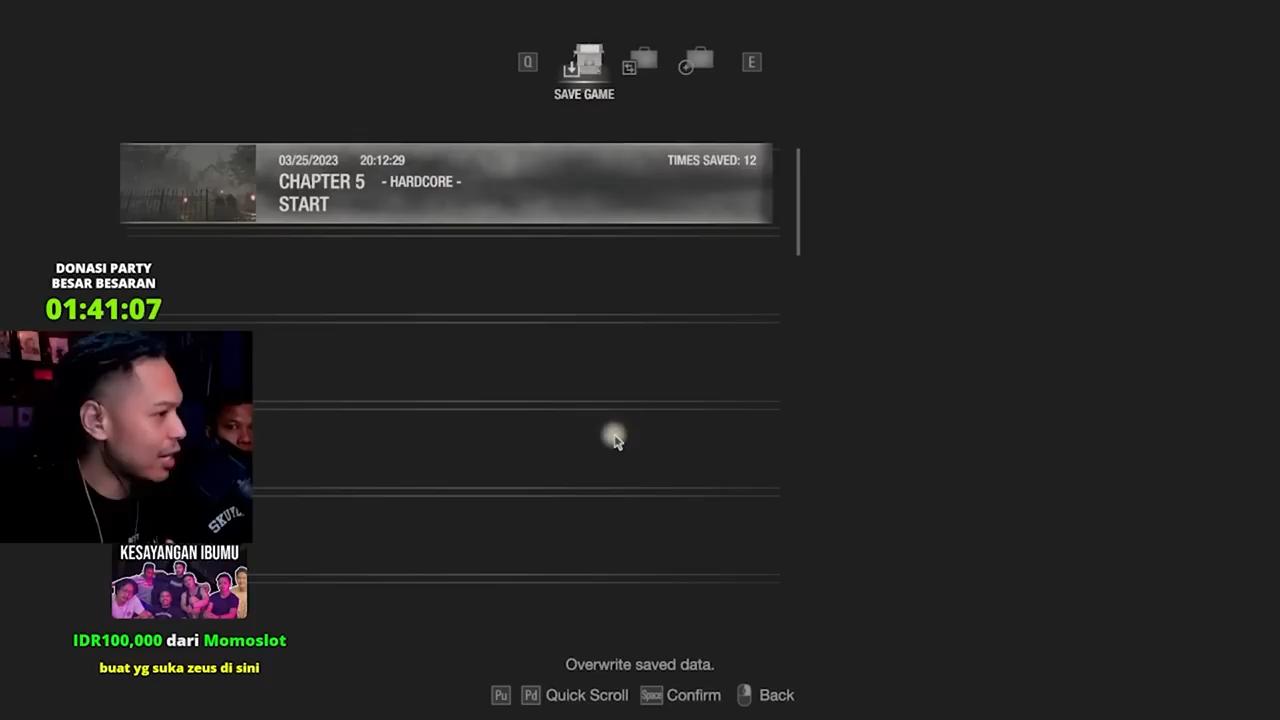 Q
E
SAVE GAME
03/25/2023 20:12:29 TIMES SAVED: 12
CHAPTER 5 - HARDCORE -
START
DONASI PARTY
BESAR BESARAN
01:41:07
KESAYANGAN IBUMU
IDR100,000 dari Momoslot
buat yg suka zeus di sini
Overwrite saved data.
Pu Pd Quick Scroll Space Confirm Back